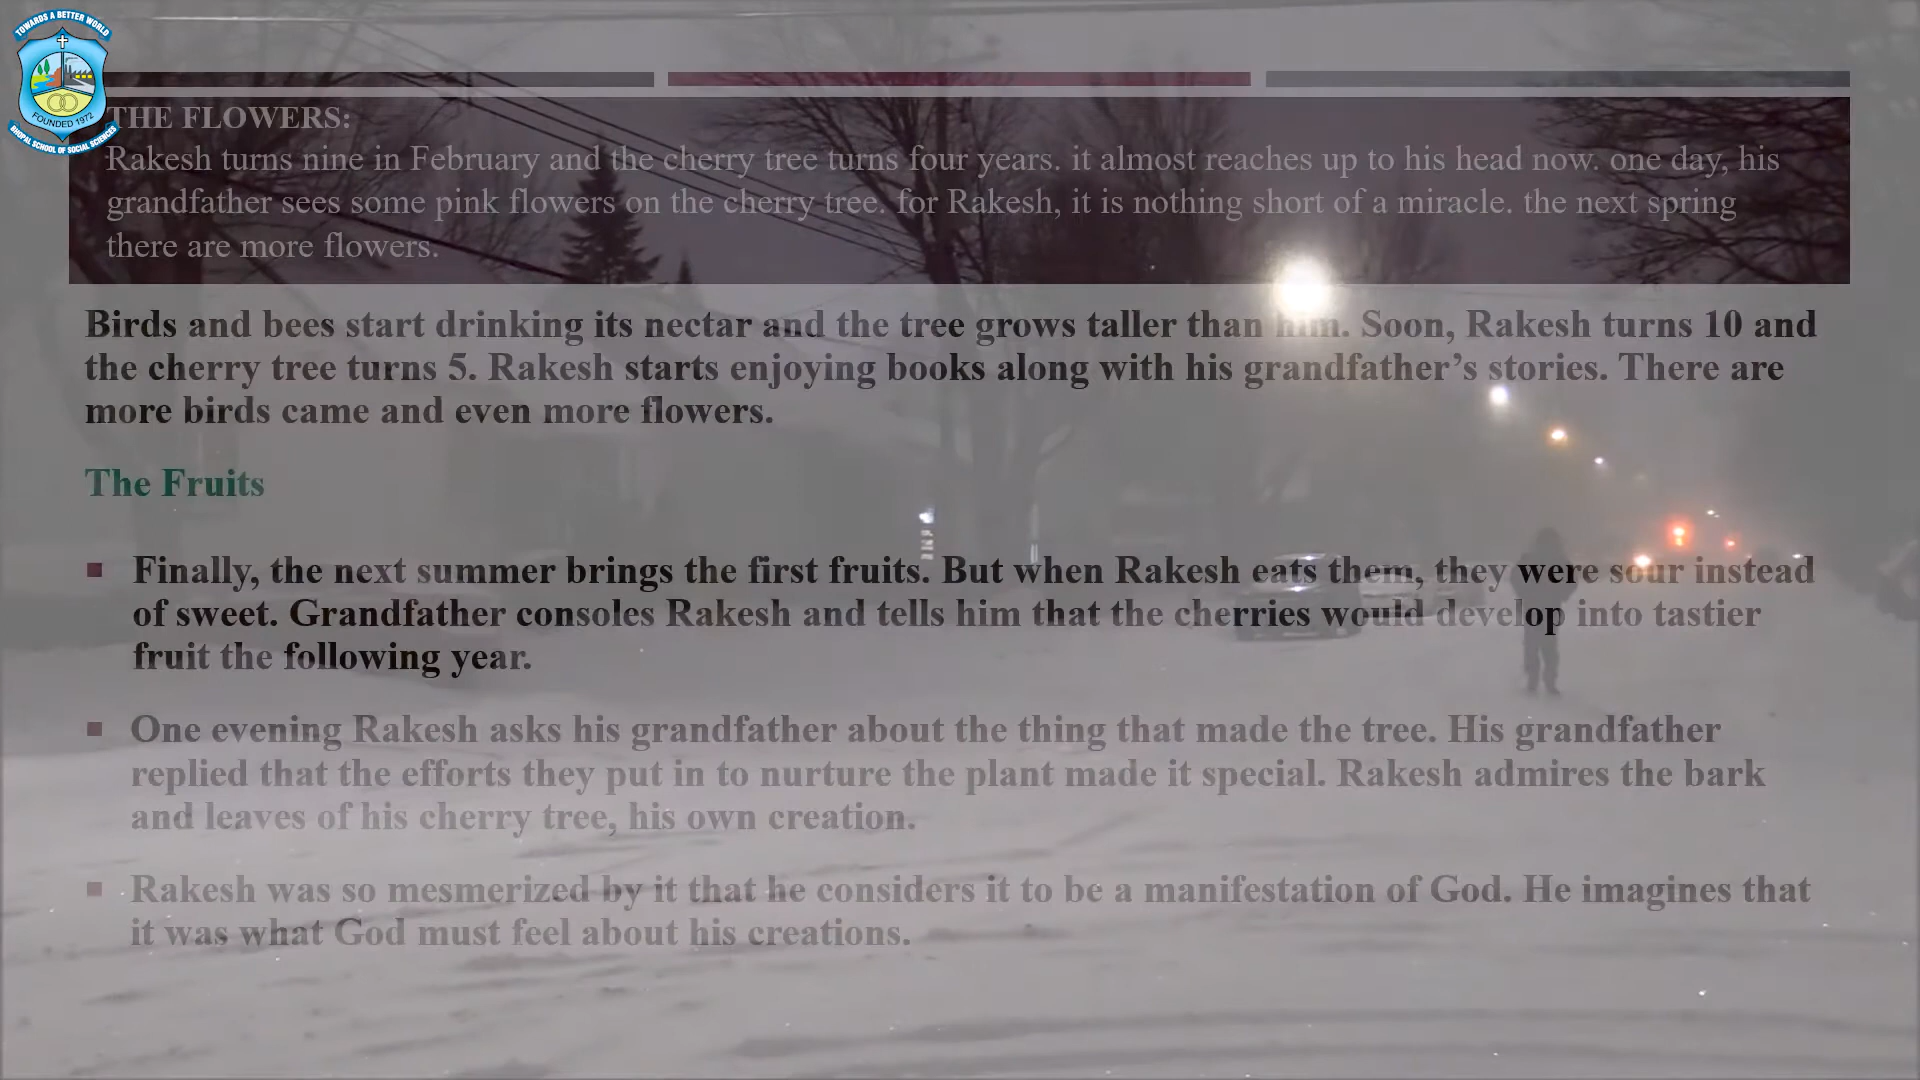 TOWARDS A BETTER WORLD
FOUNDED 1972
BHOPAL SCHOOL OF SOCIAL SCIENCES
THE FLOWERS:
Rakesh turns nine in February and the cherry tree turns four years. it almost reaches up to his head now. one day, his
grandfather sees some pink flowers on the cherry tree. for Rakesh, it is nothing short of a miracle. the next spring
there are more flowers.
Birds and bees start drinking its nectar and the tree grows taller than him. Soon, Rakesh turns 10 and
the cherry tree turns 5. Rakesh starts enjoying books along with his grandfather’s stories. There are
more birds came and even more flowers.
The Fruits
▪ Finally, the next summer brings the first fruits. But when Rakesh eats them, they were sour instead
of sweet. Grandfather consoles Rakesh and tells him that the cherries would develop into tastier
fruit the following year.
▪ One evening Rakesh asks his grandfather about the thing that made the tree. His grandfather
replied that the efforts they put in to nurture the plant made it special. Rakesh admires the bark
and leaves of his cherry tree, his own creation.
▪ Rakesh was so mesmerized by it that he considers it to be a manifestation of God. He imagines that
it was what God must feel about his creations.